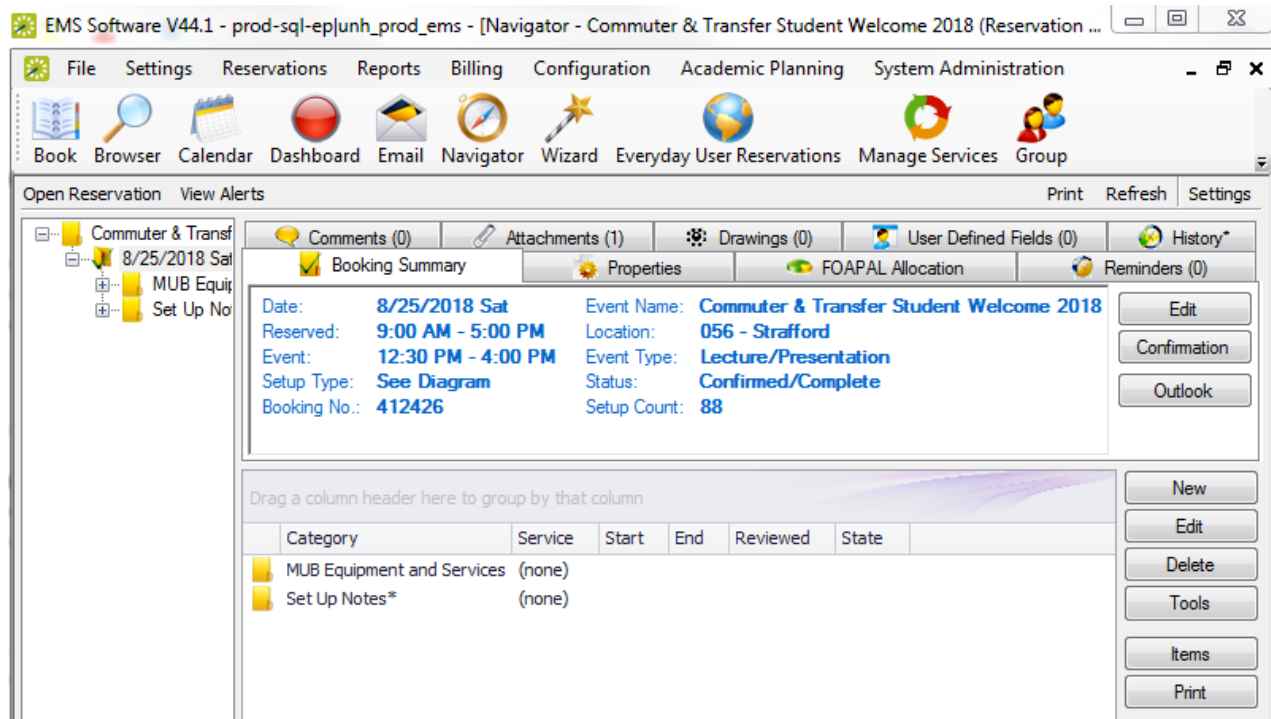 EMS Software V44.1 - prod-sql-ep|unh_prod_ems - [Navigator - Commuter & Transfer Student Welcome 2018 (Reservation ...
File Settings Reservations Reports Billing Configuration Academic Planning System Administration
Book Browser Calendar Dashboard Email Navigator Wizard Everyday User Reservations Manage Services Group
Open Reservation View Alerts Print Refresh Settings
Commuter & Transf
8/25/2018 Sat
MUB Equip
Set Up No
Comments (0) Attachments (1) Drawings (0) User Defined Fields (0) History*
Booking Summary Properties FOAPAL Allocation Reminders (0)
Date: 8/25/2018 Sat Event Name: Commuter & Transfer Student Welcome 2018
Reserved: 9:00 AM - 5:00 PM Location: 056 - Strafford
Event: 12:30 PM - 4:00 PM Event Type: Lecture/Presentation
Setup Type: See Diagram Status: Confirmed/Complete
Booking No.: 412426 Setup Count: 88
Edit
Confirmation
Outlook
Drag a column header here to group by that column
Category Service Start End Reviewed State
MUB Equipment and Services (none)
Set Up Notes* (none)
New
Edit
Delete
Tools
Items
Print